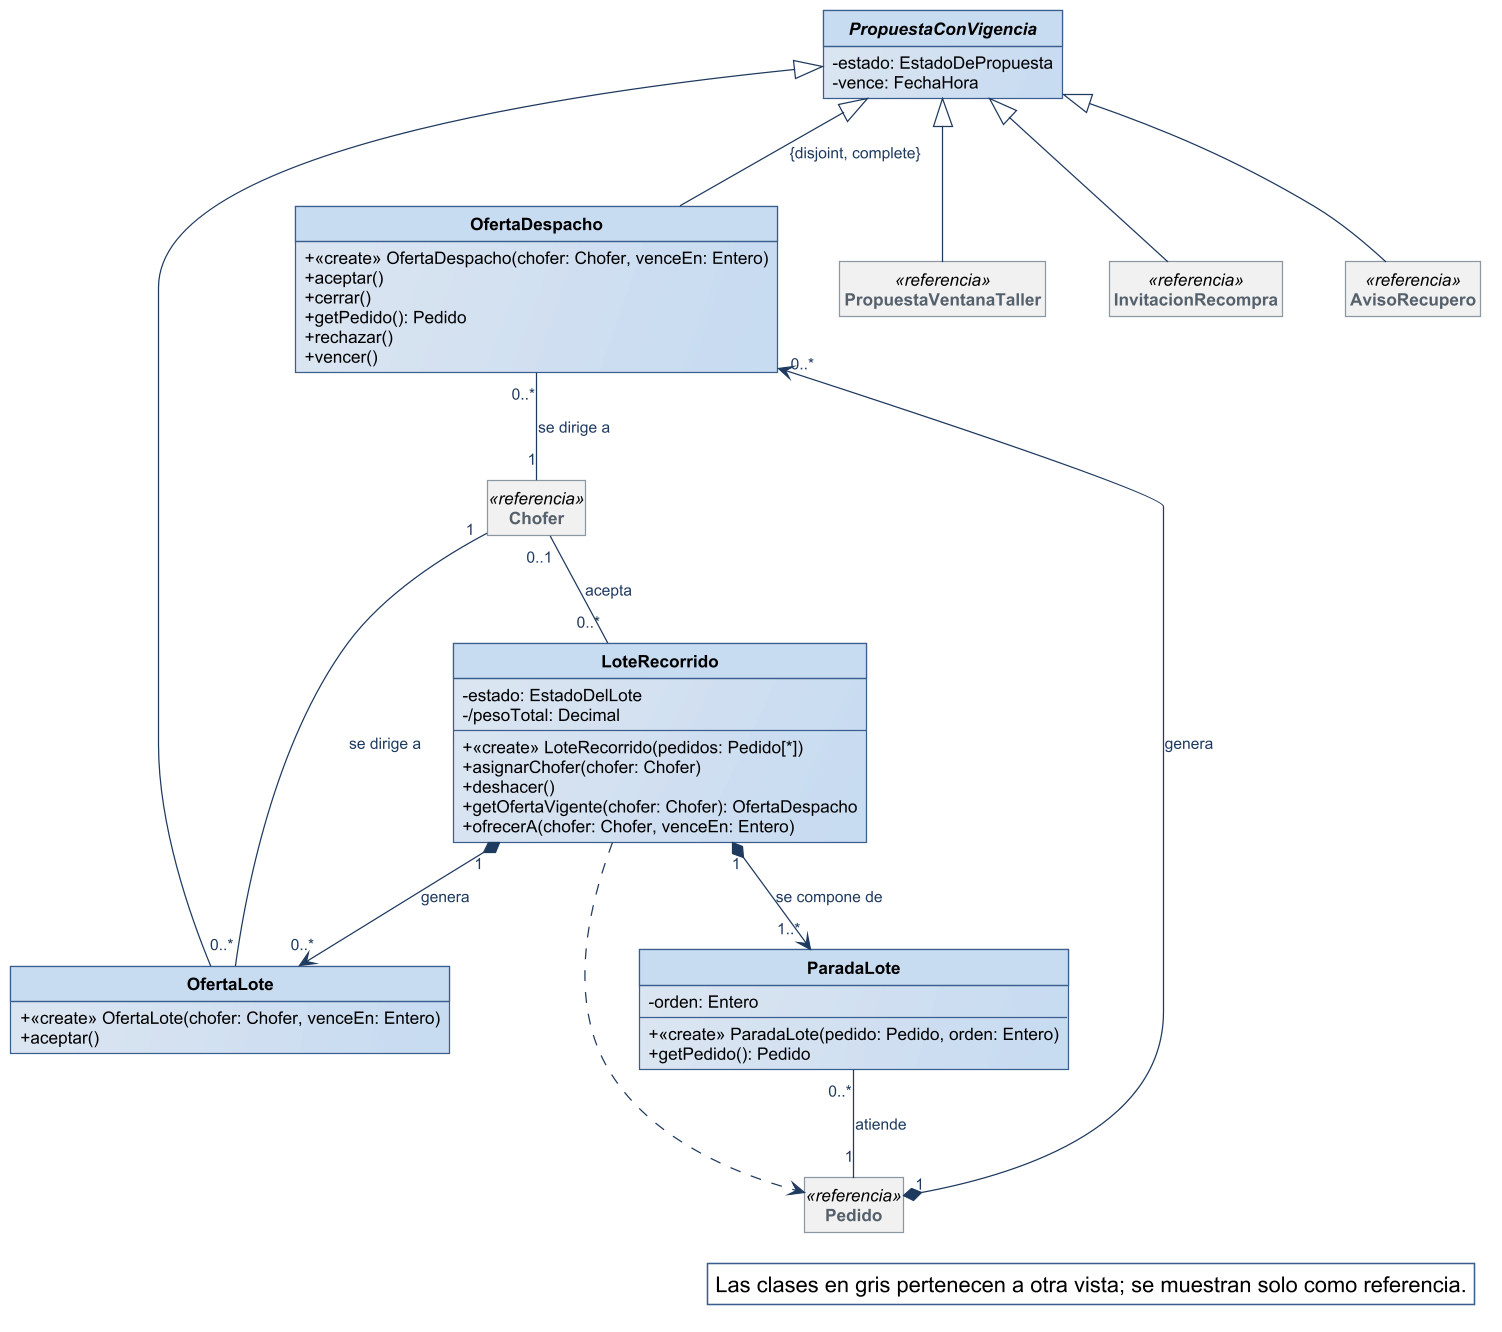 PropuestaConVigencia
-estado: EstadoDePropuesta
-vence: FechaHora
{disjoint, complete}
OfertaDespacho
+«create» OfertaDespacho(chofer: Chofer, venceEn: Entero)
+aceptar()
+cerrar()
+getPedido(): Pedido
+rechazar()
+vencer()
«referencia»
PropuestaVentanaTaller
«referencia»
InvitacionRecompra
«referencia»
AvisoRecupero
0..*
0..*
se dirige a
1
«referencia»
Chofer
1
0..1
acepta
0..*
LoteRecorrido
-estado: EstadoDelLote
-/pesoTotal: Decimal
+«create» LoteRecorrido(pedidos: Pedido[*])
+asignarChofer(chofer: Chofer)
+deshacer()
+getOfertaVigente(chofer: Chofer): OfertaDespacho
+ofrecerA(chofer: Chofer, venceEn: Entero)
se dirige a
genera
1
1
genera
se compone de
0..*
0..*
1..*
OfertaLote
+«create» OfertaLote(chofer: Chofer, venceEn: Entero)
+aceptar()
ParadaLote
-orden: Entero
+«create» ParadaLote(pedido: Pedido, orden: Entero)
+getPedido(): Pedido
0..*
atiende
1
1
«referencia»
Pedido
Las clases en gris pertenecen a otra vista; se muestran solo como referencia.